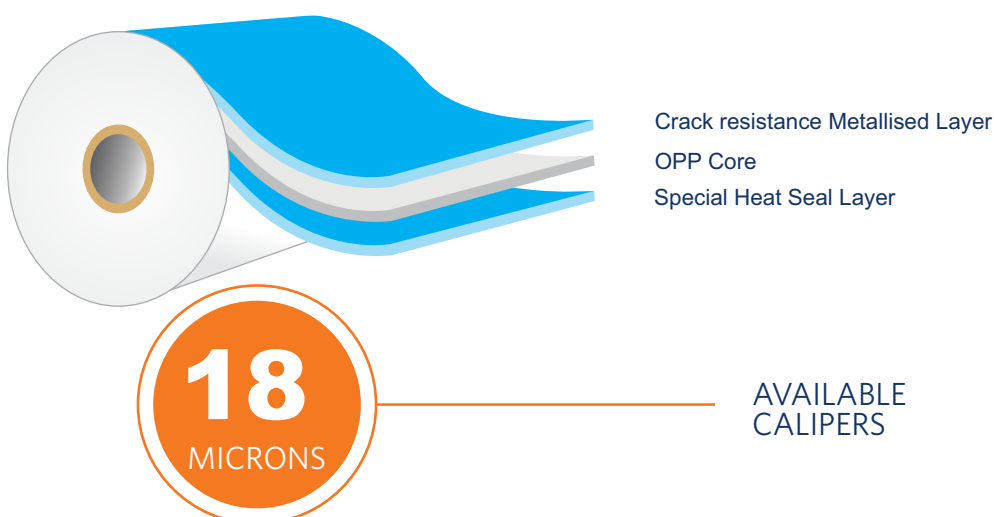 Crack resistance Metallised Layer
OPP Core
Special Heat Seal Layer
18
MICRONS
AVAILABLE
CALIPERS